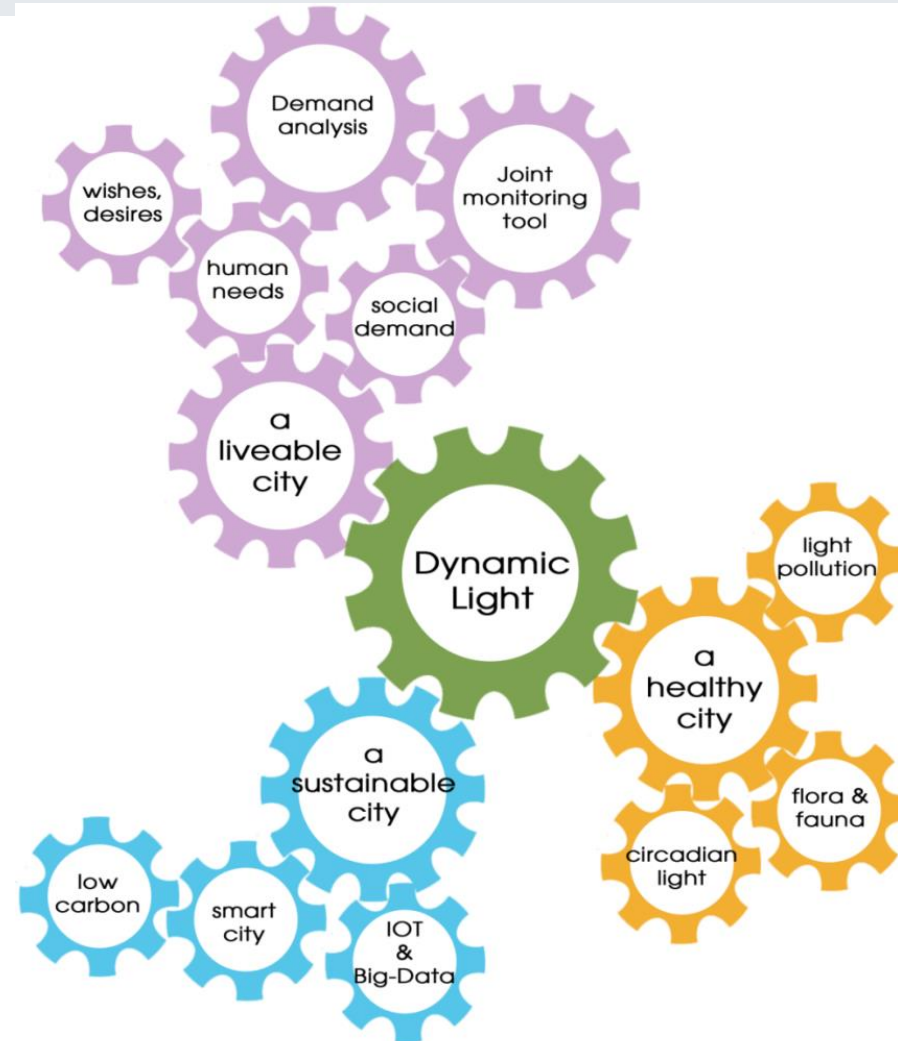 Demand
analysis
Joint
monitoring
tool
wishes,
desires
human
needs
social
demand
a
liveable
city
Dynamic
Light
light
pollution
a
healthy
city
flora &
fauna
circadian
light
a
sustainable
city
low
carbon
smart
city
IOT
&
Big-Data